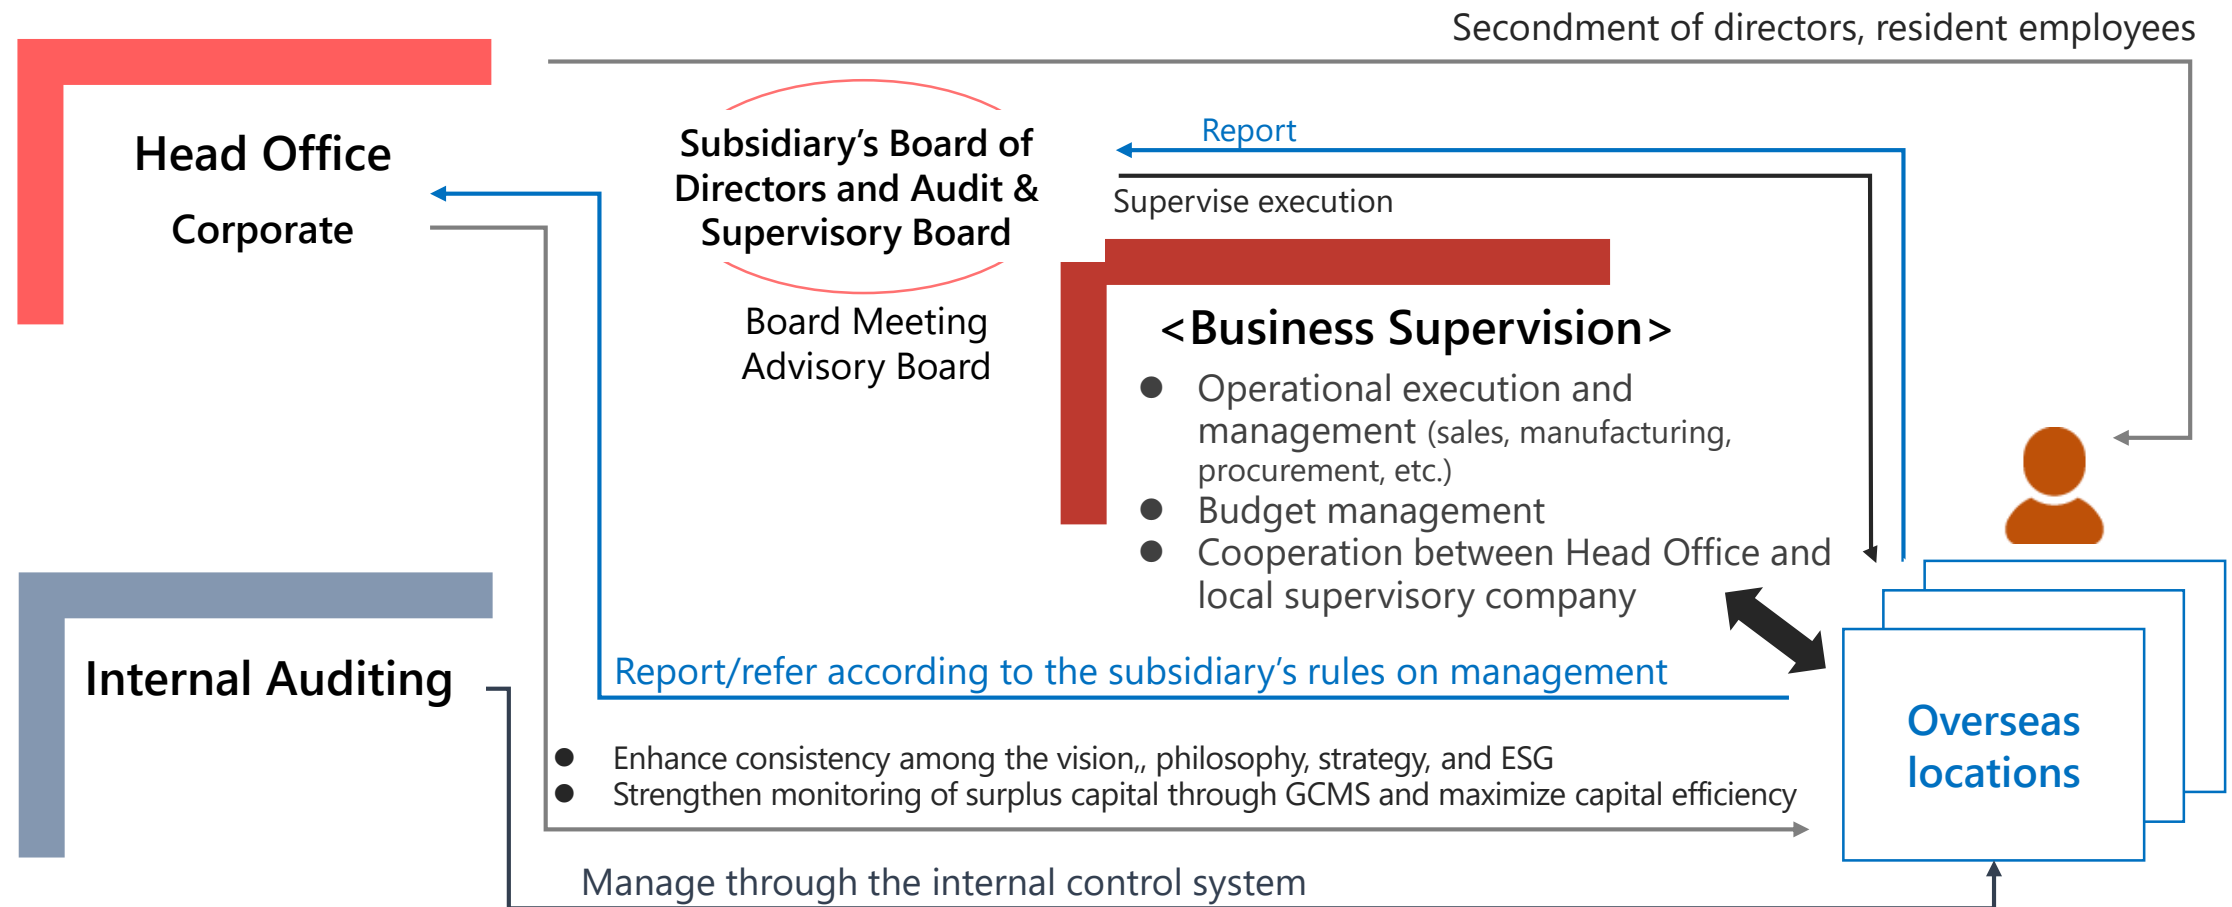 Secondment of directors, resident employees
Head Office
Corporate
Subsidiary’s Board of
Directors and Audit &
Supervisory Board
Board Meeting
Advisory Board
Report
Supervise execution
<Business Supervision>
● Operational execution and
management (sales, manufacturing,
procurement, etc.)
● Budget management
● Cooperation between Head Office and
local supervisory company
Internal Auditing
Report/refer according to the subsidiary’s rules on management
● Enhance consistency among the vision,, philosophy, strategy, and ESG
● Strengthen monitoring of surplus capital through GCMS and maximize capital efficiency
Overseas
locations
Manage through the internal control system